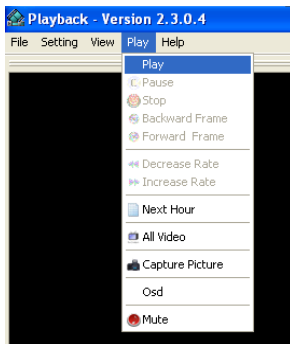 Playback - Version 2.3.0.4
File Setting View Play Help
Play
Pause
Stop
Backward Frame
Forward Frame
Decrease Rate
Increase Rate
Next Hour
All Video
Capture Picture
Osd
Mute